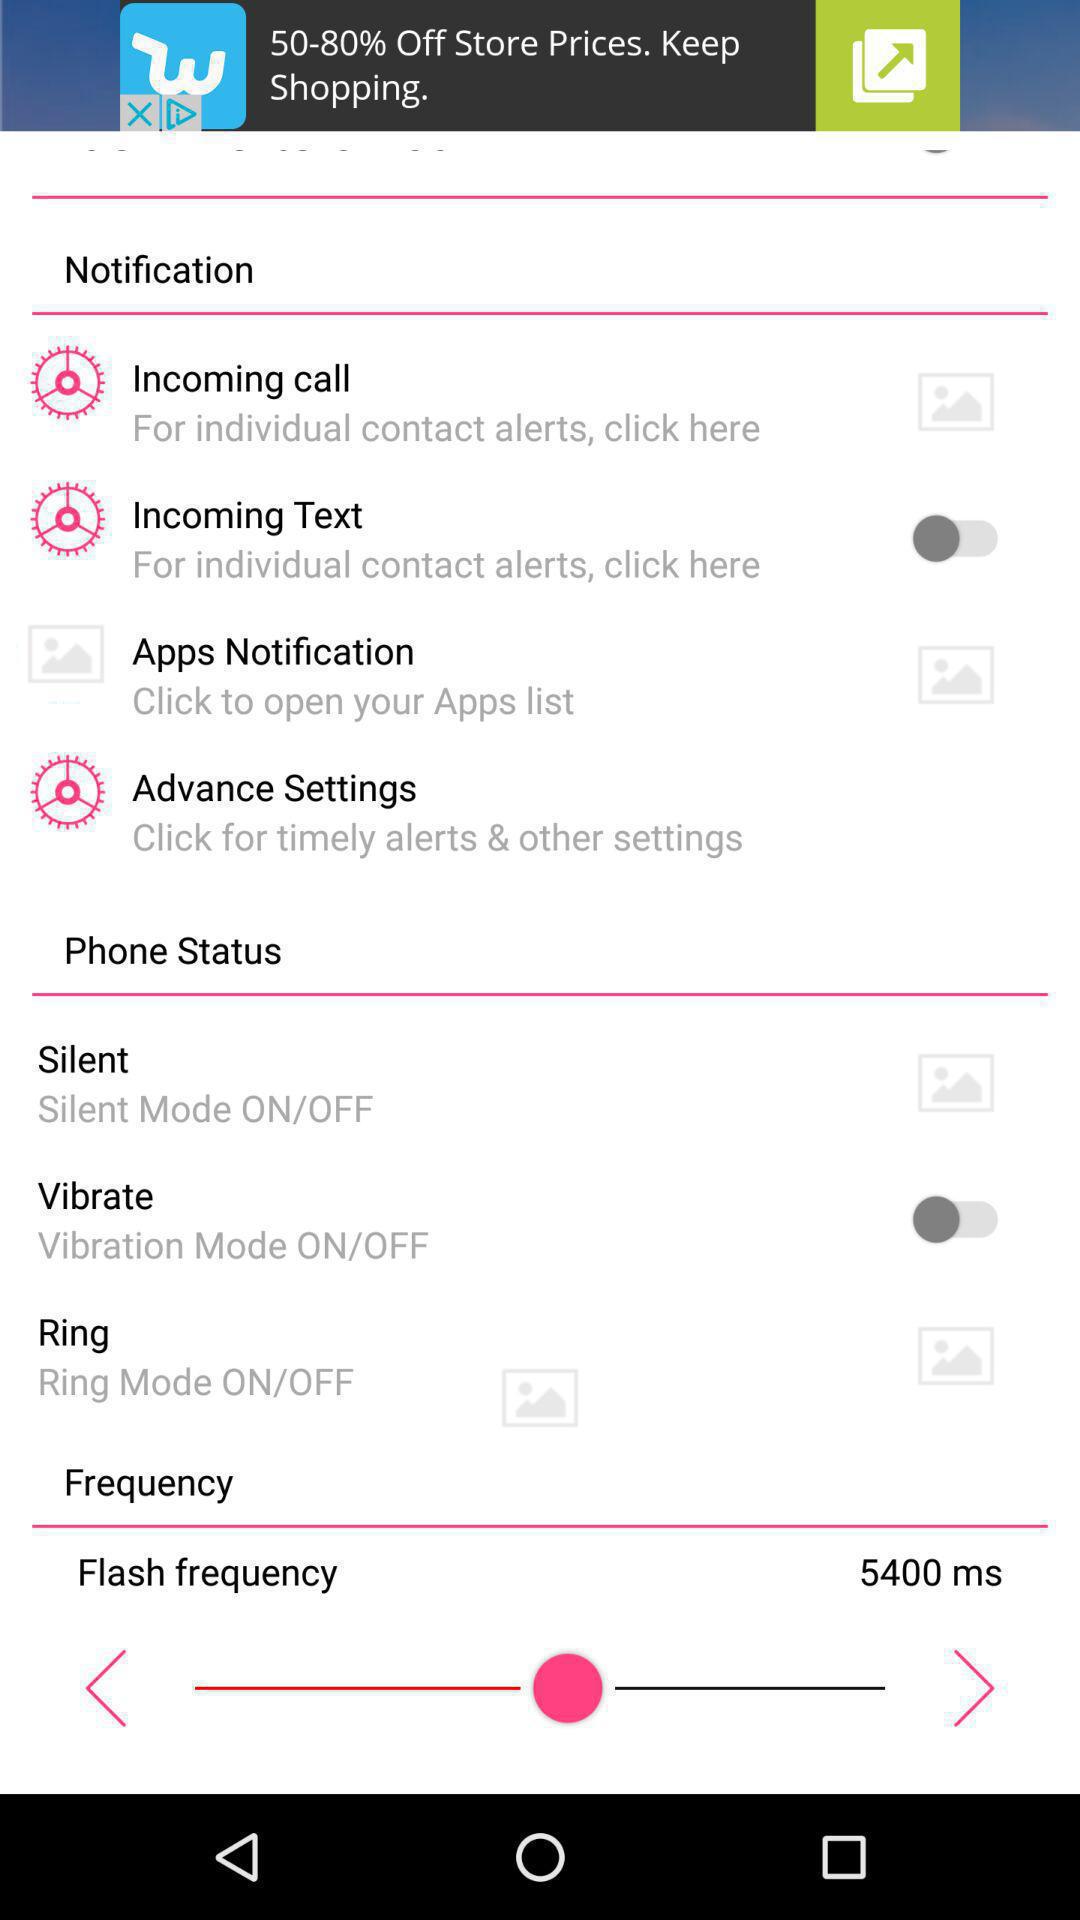 50-80% Off Store Prices. Keep
Shopping.
Notification
Incoming call
For individual contact alerts, click here
Incoming Text
For individual contact alerts, click here
Apps Notification
Click to open your Apps list
Advance Settings
Click for timely alerts & other settings
Phone Status
Silent
Silent Mode ON/OFF
Vibrate
Vibration Mode ON/OFF
Ring
Ring Mode ON/OFF
Frequency
Flash frequency 5400 ms